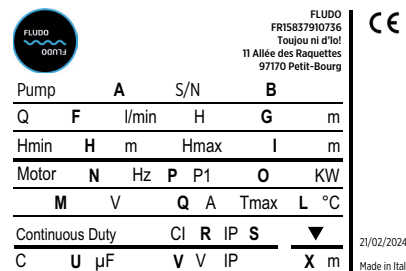 FLUDO
FLUDO
FLUDO
FR15837910736
Toujou ni d'lo!
11 Allée des Raquettes
97170 Petit-Bourg
CE
Pump A S/N B
Q F l/min H G m
Hmin H m Hmax I m
Motor N Hz P P1 O KW
M V Q A Tmax L °C
Continuous Duty Cl R IP S ▼
C U µF V V IP X m
21/02/2024
Made in Ital